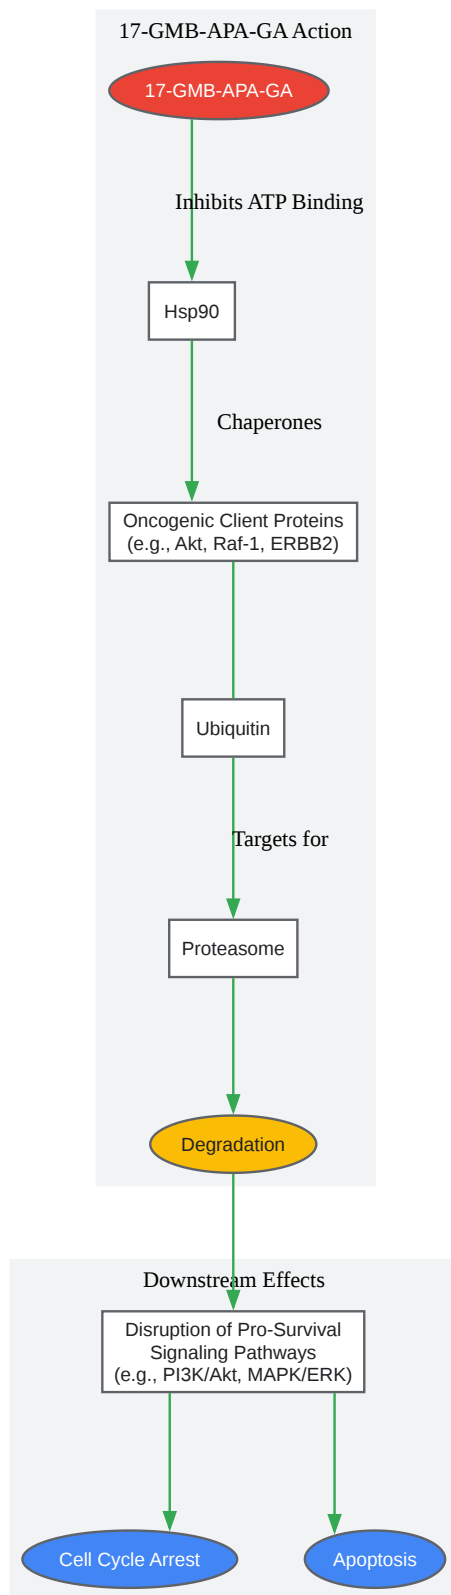 17-GMB-APA-GA Action
17-GMB-APA-GA
Inhibits ATP Binding
Hsp90
Chaperones
Oncogenic Client Proteins
(e.g., Akt, Raf-1, ERBB2)
Ubiquitin
Targets for
Proteasome
Degradation
Downstream Effects
Disruption of Pro-Survival
Signaling Pathways
(e.g., PI3K/Akt, MAPK/ERK)
Cell Cycle Arrest
Apoptosis